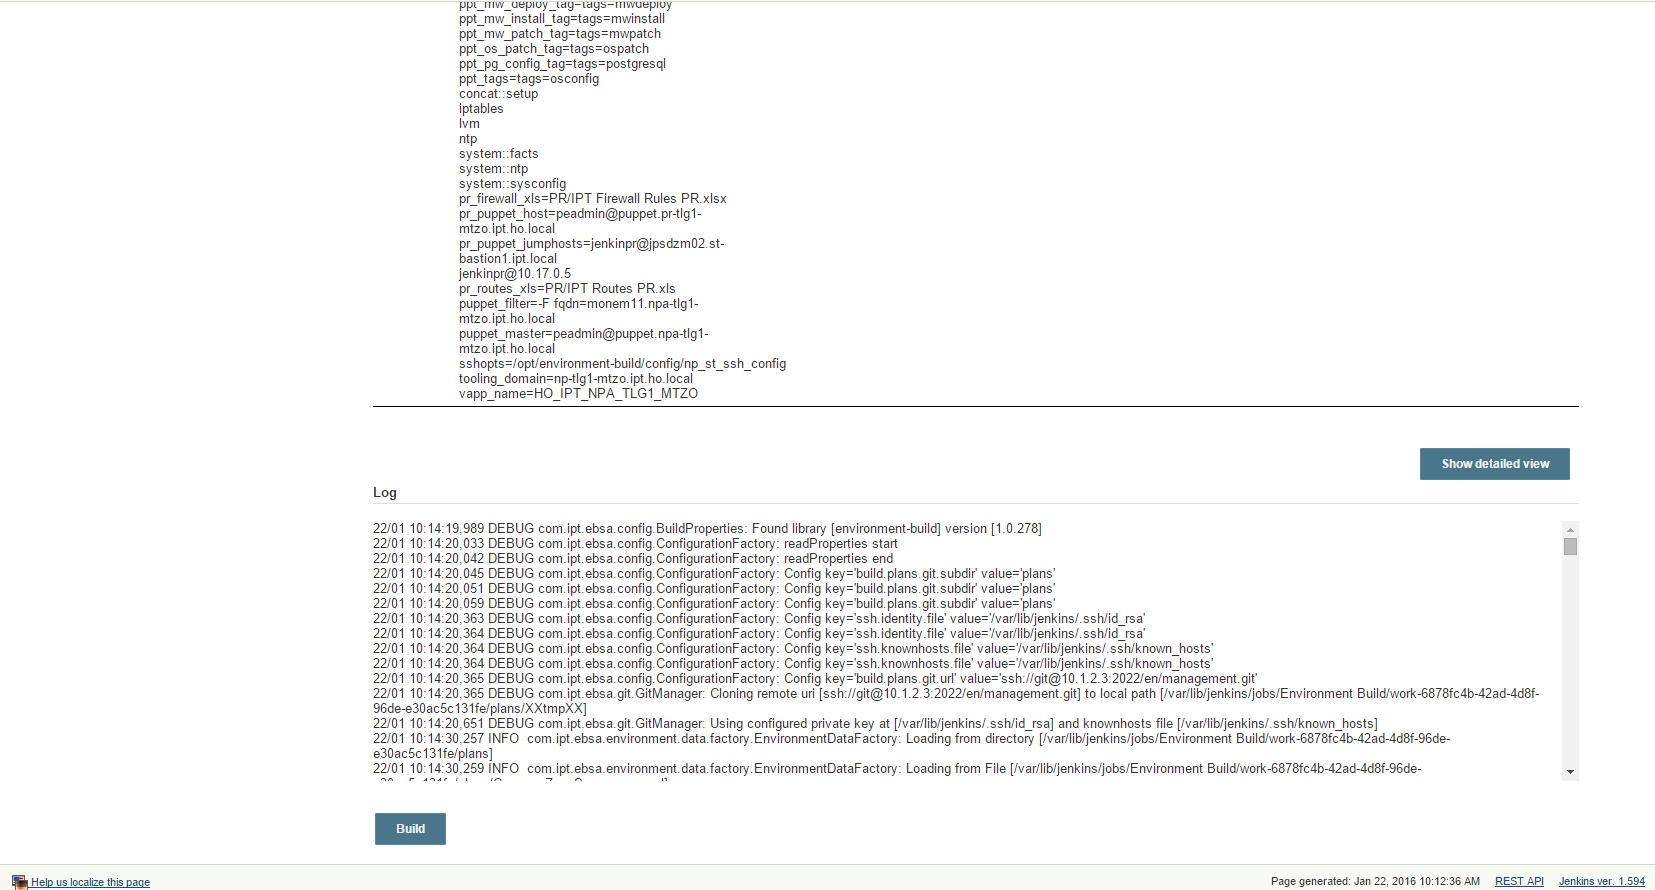 ppt_mw_deploy_tag=tags=mwdeploy
ppt_mw_install_tag=tags=mwinstall
ppt_mw_patch_tag=tags=mwpatch
ppt_os_patch_tag=tags=ospatch
ppt_pg_config_tag=tags=postgresql
ppt_tags=tags=osconfig
concat::setup
iptables
lvm
ntp
system::facts
system::ntp
system::sysconfig
pr_firewall_xls=PR/IPT Firewall Rules PR.xlsx
pr_puppet_host=peadmin@puppet.pr-tlg1-
mtzo.ipt.ho.local
pr_puppet_jumphosts=jenkinpr@jpsdzm02.st-
bastion1.ipt.local
jenkinpr@10.17.0.5
pr_routes_xls=PR/IPT Routes PR.xls
puppet_filter=-F fqdn=monem11.npa-tlg1-
mtzo.ipt.ho.local
puppet_master=peadmin@puppet.npa-tlg1-
mtzo.ipt.ho.local
sshopts=/opt/environment-build/config/np_st_ssh_config
tooling_domain=np-tlg1-mtzo.ipt.ho.local
vapp_name=HO_IPT_NPA_TLG1_MTZO
Show detailed view
Log
22/01 10:14:19,989 DEBUG com.ipt.ebsa.config.BuildProperties: Found library [environment-build] version [1.0.278]
22/01 10:14:20,033 DEBUG com.ipt.ebsa.config.ConfigurationFactory: readProperties start
22/01 10:14:20,042 DEBUG com.ipt.ebsa.config.ConfigurationFactory: readProperties end
22/01 10:14:20,045 DEBUG com.ipt.ebsa.config.ConfigurationFactory: Config key='build.plans.git.subdir' value='plans'
22/01 10:14:20,051 DEBUG com.ipt.ebsa.config.ConfigurationFactory: Config key='build.plans.git.subdir' value='plans'
22/01 10:14:20,059 DEBUG com.ipt.ebsa.config.ConfigurationFactory: Config key='build.plans.git.subdir' value='plans'
22/01 10:14:20,363 DEBUG com.ipt.ebsa.config.ConfigurationFactory: Config key='ssh.identity.file' value='/var/lib/jenkins/.ssh/id_rsa'
22/01 10:14:20,364 DEBUG com.ipt.ebsa.config.ConfigurationFactory: Config key='ssh.identity.file' value='/var/lib/jenkins/.ssh/id_rsa'
22/01 10:14:20,364 DEBUG com.ipt.ebsa.config.ConfigurationFactory: Config key='ssh.knownhosts.file' value='/var/lib/jenkins/.ssh/known_hosts'
22/01 10:14:20,364 DEBUG com.ipt.ebsa.config.ConfigurationFactory: Config key='ssh.knownhosts.file' value='/var/lib/jenkins/.ssh/known_hosts'
22/01 10:14:20,365 DEBUG com.ipt.ebsa.config.ConfigurationFactory: Config key='build.plans.git.url' value='ssh://git@10.1.2.3:2022/en/management.git'
22/01 10:14:20,365 DEBUG com.ipt.ebsa.git.GitManager: Cloning remote uri [ssh://git@10.1.2.3:2022/en/management.git] to local path [/var/lib/jenkins/jobs/Environment Build/work-6878fc4b-42ad-4d8f-
96de-e30ac5c131fe/plans/XXtmpXX]
22/01 10:14:20,651 DEBUG com.ipt.ebsa.git.GitManager: Using configured private key at [/var/lib/jenkins/.ssh/id_rsa] and knownhosts file [/var/lib/jenkins/.ssh/known_hosts]
22/01 10:14:30,257 INFO com.ipt.ebsa.environment.data.factory.EnvironmentDataFactory: Loading from directory [/var/lib/jenkins/jobs/Environment Build/work-6878fc4b-42ad-4d8f-96de-
e30ac5c131fe/plans]
22/01 10:14:30,259 INFO com.ipt.ebsa.environment.data.factory.EnvironmentDataFactory: Loading from File [/var/lib/jenkins/jobs/Environment Build/work-6878fc4b-42ad-4d8f-96de-
Build
Help us localize this page
Page generated: Jan 22, 2016 10:12:36 AM REST API Jenkins ver. 1.594